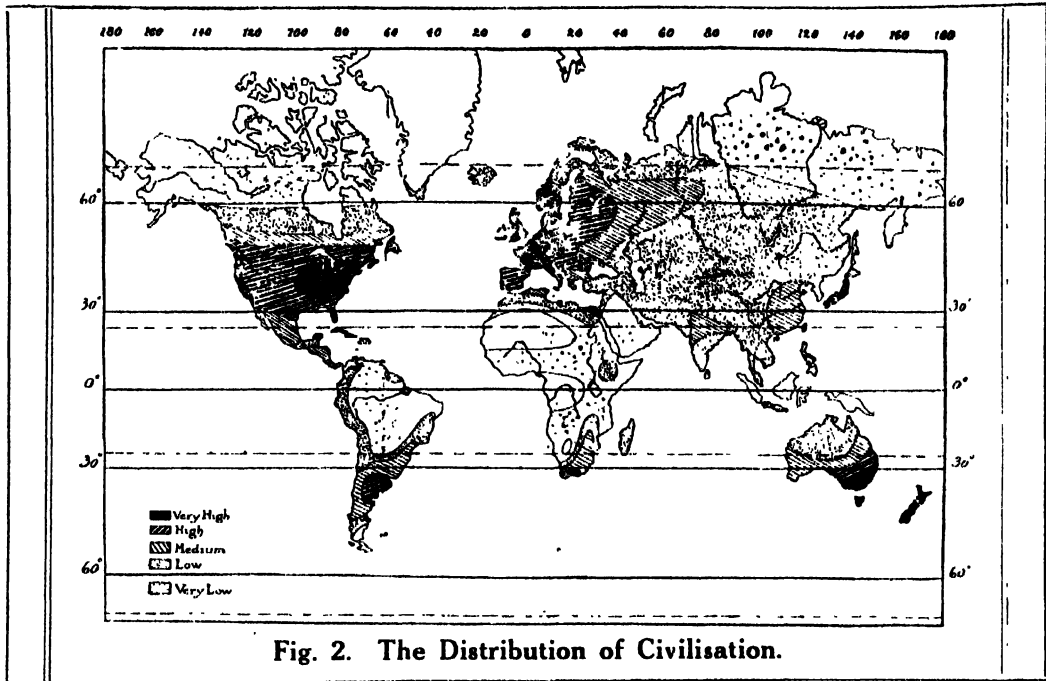 180 160 140 120 100 80 60 40 20 0 20 40 60 80 100 120 140 160 180
60° 60
30° 30°
0° 0°
30° 30°
Very High
High
Medium
Low
60° 60°
Very Low
Fig. 2. The Distribution of Civilisation.